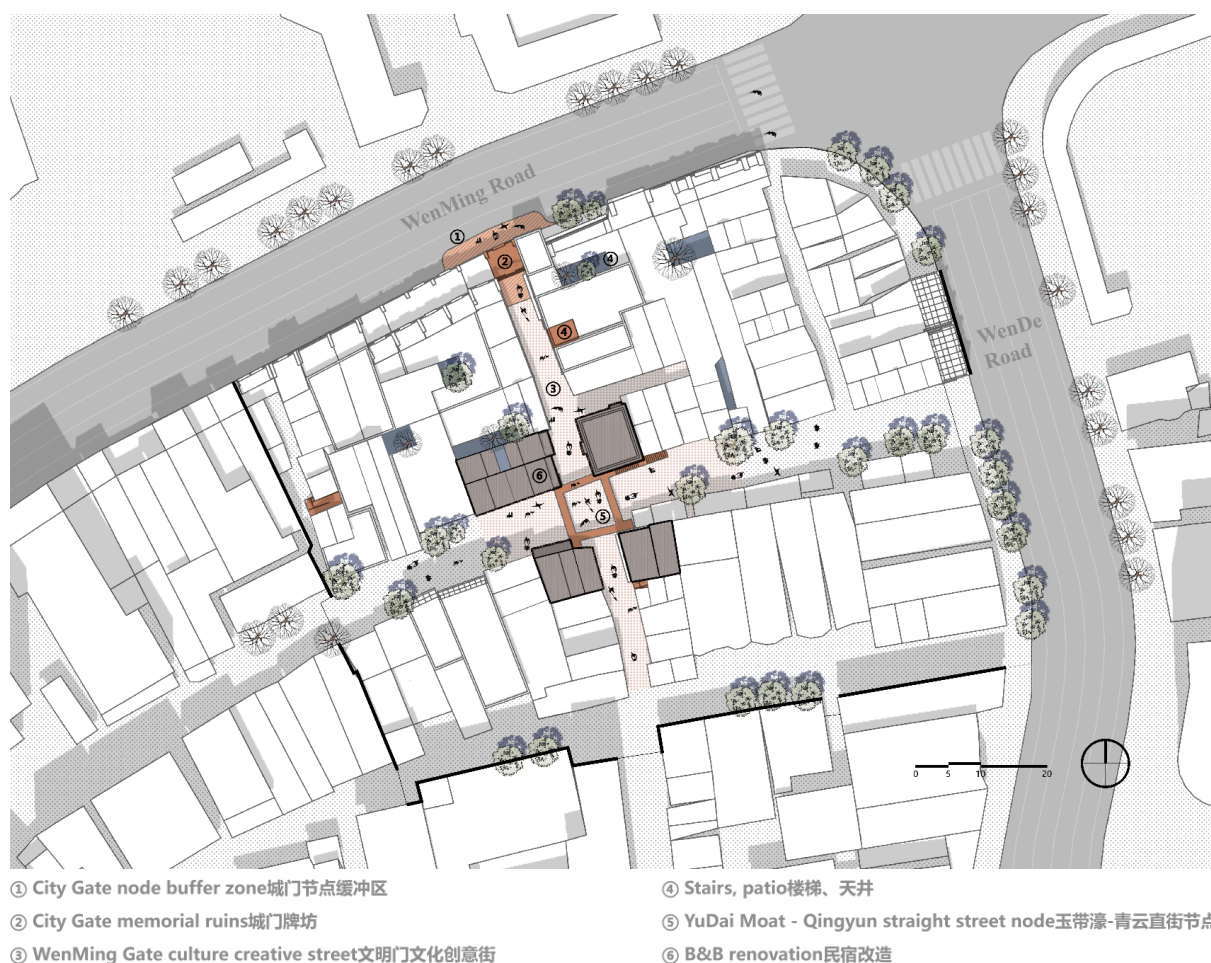 WenMing Road
①
②
④
WenDe
Road
④
③
⑥
⑤
0 5 10 20
① City Gate node buffer zone城门节点缓冲区
② City Gate memorial ruins城门牌坊
③ WenMing Gate culture creative street文明门文化创意街
④ Stairs, patio楼梯、天井
⑤ YuDai Moat - Qingyun straight street node玉带濠-青云直街节点
⑥ B&B renovation民宿改造